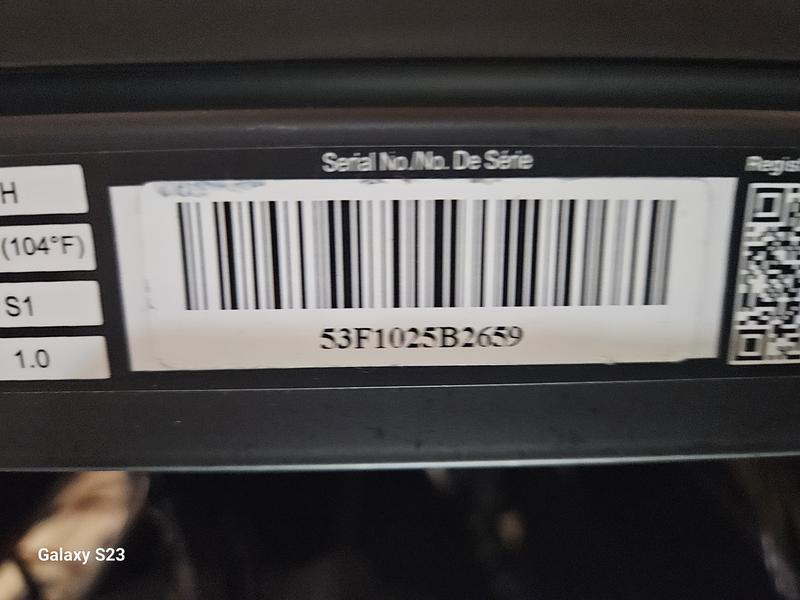 Serial No./No. De Série
H
(104°F)
S1
1.0
53F1025B2659
Galaxy S23